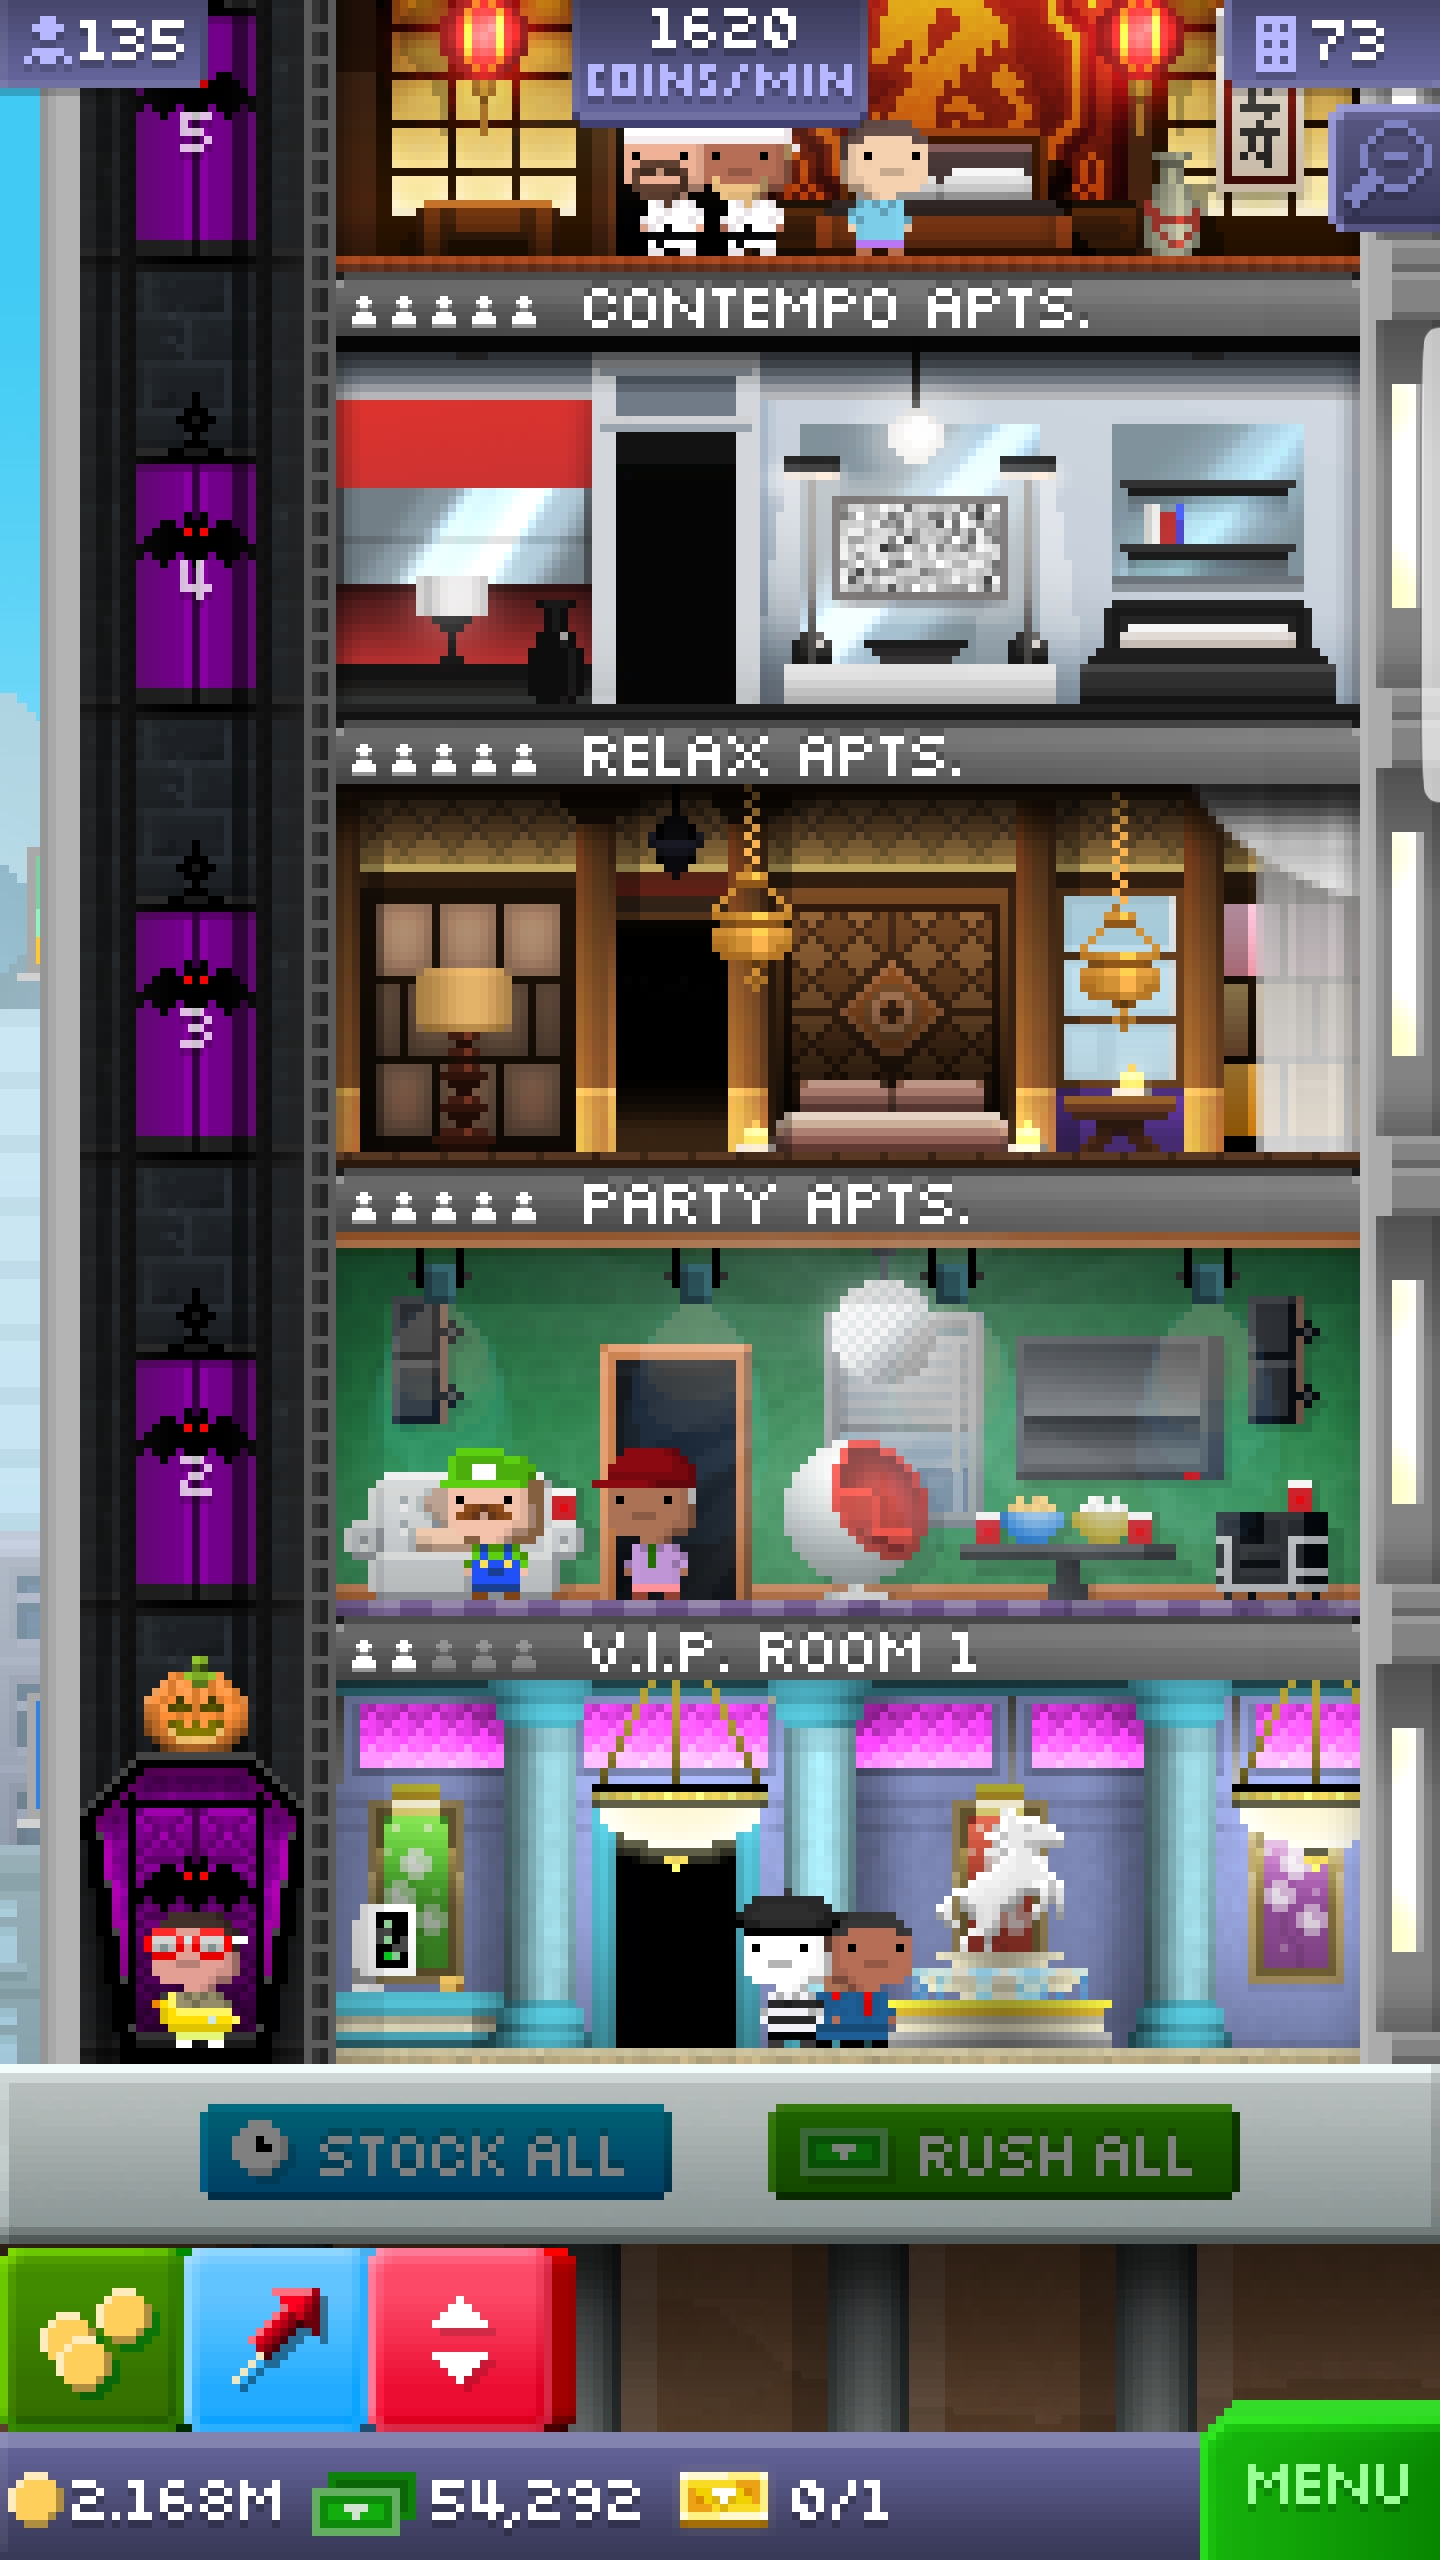 135
1620
COINS/MIN
73
5
CONTEMPO APTS.
4
RELAX APTS.
3
PARTY APTS.
2
V.I.P. ROOM 1
STOCK ALL
RUSH ALL
2.168M
54,292
0/1
MENU